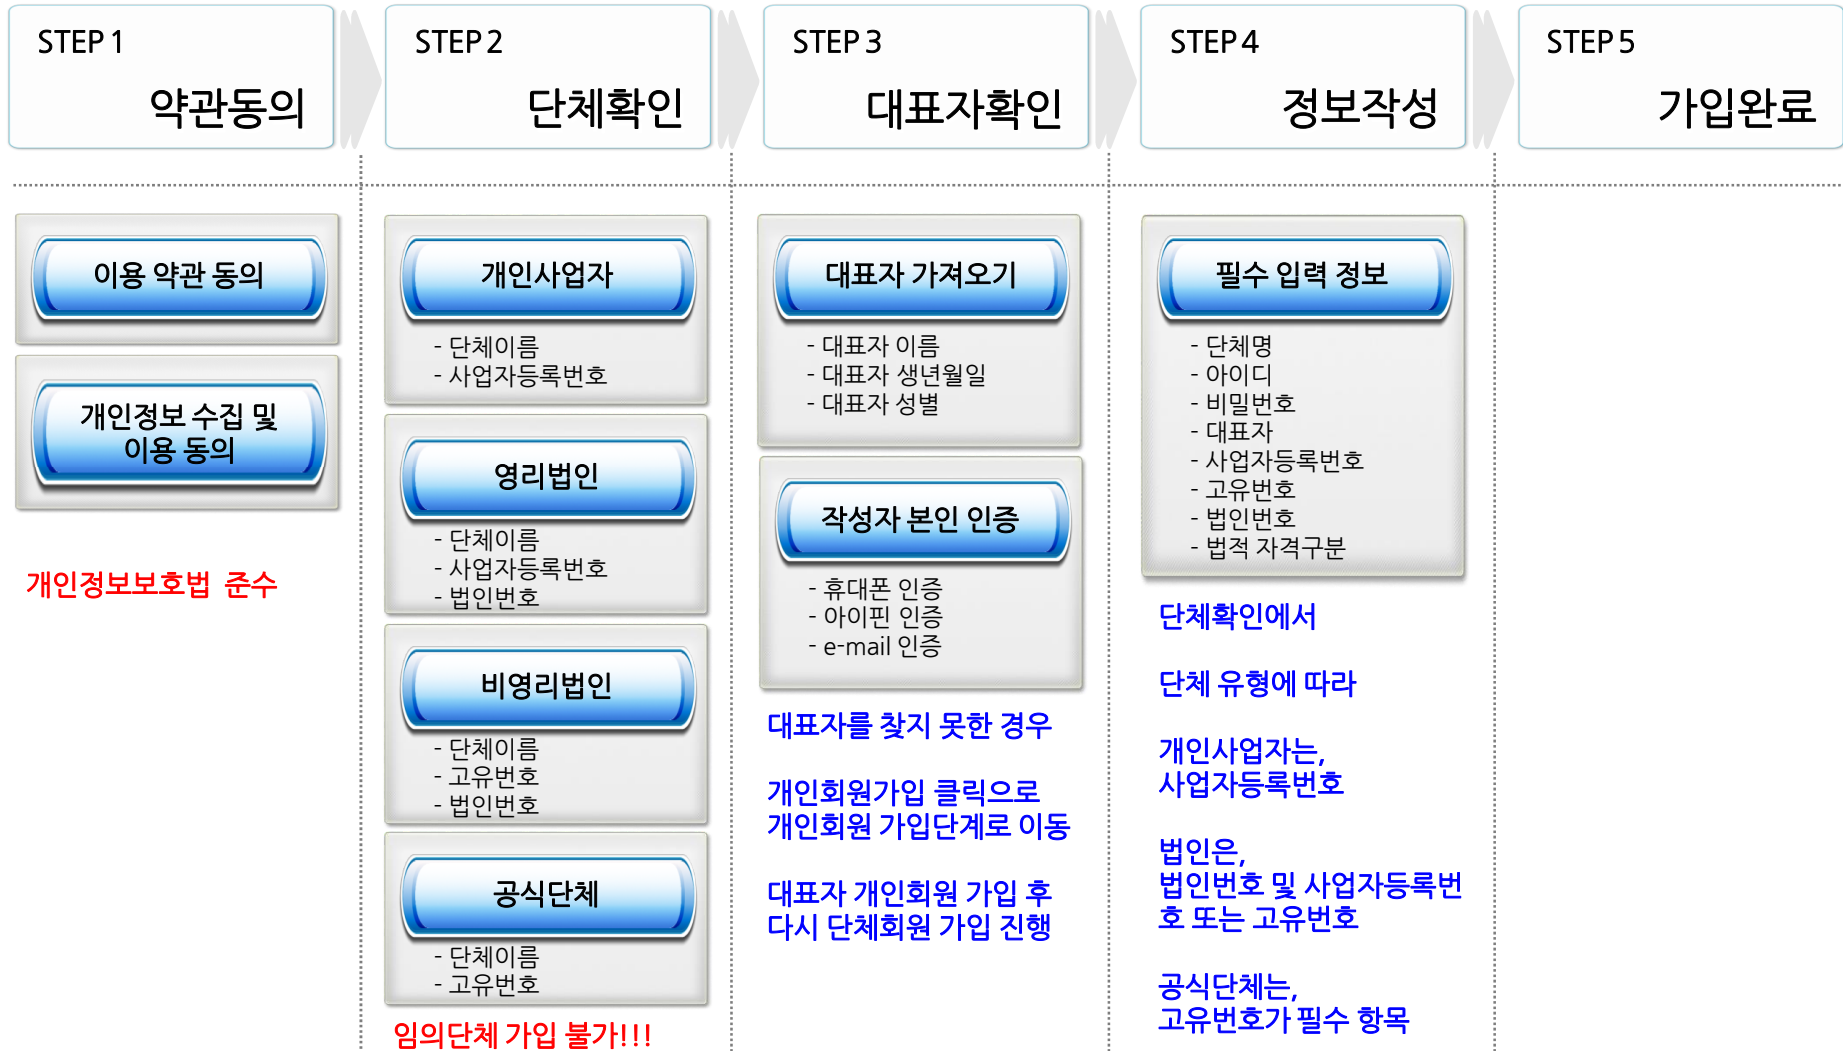 STEP 1
약관동의
STEP 2
단체확인
STEP 3
대표자확인
STEP 4
정보작성
STEP 5
가입완료
이용 약관 동의
개인정보 수집 및
이용 동의
개인정보보호법 준수
개인사업자
- 단체이름
- 사업자등록번호
영리법인
- 단체이름
- 사업자등록번호
- 법인번호
비영리법인
- 단체이름
- 고유번호
- 법인번호
공식단체
- 단체이름
- 고유번호
임의단체 가입 불가!!!
대표자 가져오기
- 대표자 이름
- 대표자 생년월일
- 대표자 성별
작성자 본인 인증
- 휴대폰 인증
- 아이핀 인증
- e-mail 인증
대표자를 찾지 못한 경우
개인회원가입 클릭으로
개인회원 가입단계로 이동
대표자 개인회원 가입 후
다시 단체회원 가입 진행
필수 입력 정보
- 단체명
- 아이디
- 비밀번호
- 대표자
- 사업자등록번호
- 고유번호
- 법인번호
- 법적 자격구분
단체확인에서
단체 유형에 따라
개인사업자는,
사업자등록번호
법인은,
법인번호 및 사업자등록번
호 또는 고유번호
공식단체는,
고유번호가 필수 항목